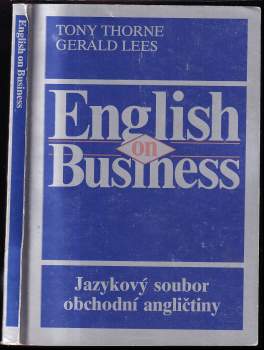 English on Business
TONY THORNE
GERALD LEES
English
on
Business
Jazykový soubor
obchodní angličtiny